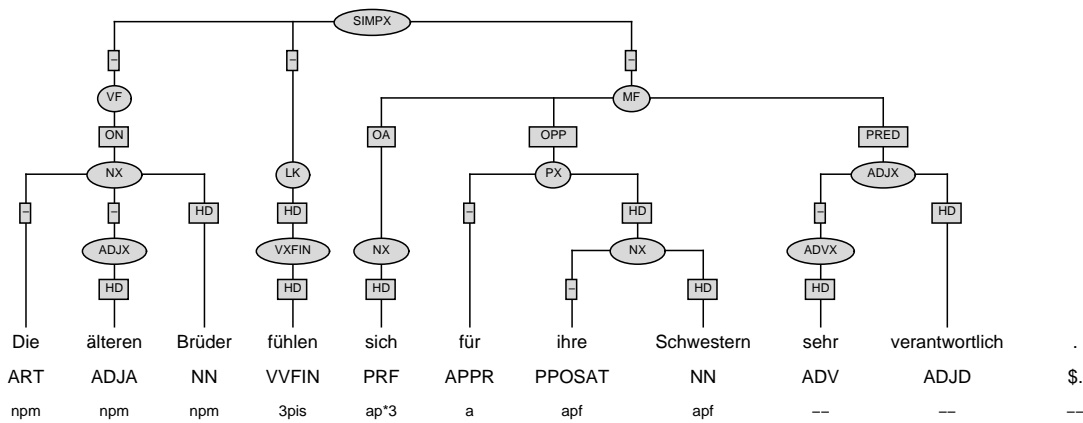 SIMPX
– – –
VF MF
ON OA OPP PRED
NX LK PX ADJX
– – HD HD – HD – HD
ADJX VXFIN NX NX ADVX
HD HD HD – HD HD
Die älteren Brüder fühlen sich für ihre Schwestern sehr verantwortlich .
ART ADJA NN VVFIN PRF APPR PPOSAT NN ADV ADJD $.
npm npm npm 3pis ap*3 a apf apf −− −− −−